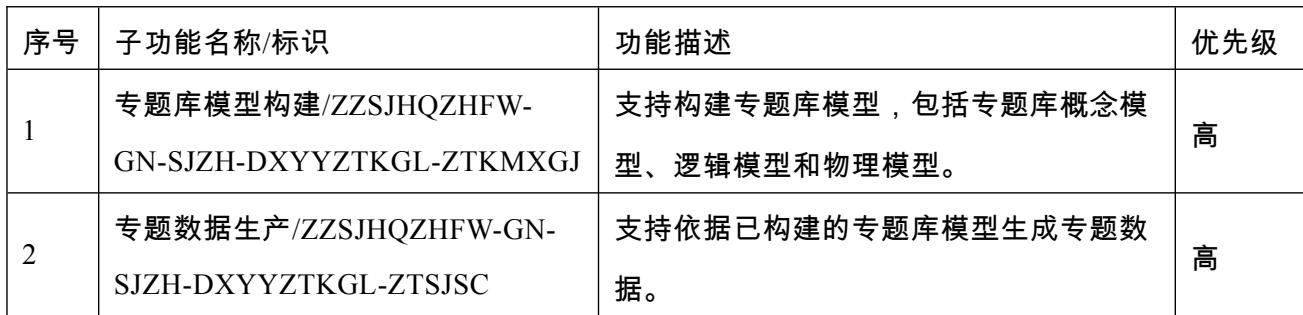 序号 子功能名称/标识 功能描述 优先级
1 专题库模型构建/ZZSJHQZHFW-GN-SJZH-DXYYZTKGL-ZTKMXGJ 支持构建专题库模型，包括专题库概念模型、逻辑模型和物理模型。 高
2 专题数据生产/ZZSJHQZHFW-GN-SJZH-DXYYZTKGL-ZTSJSC 支持依据已构建的专题库模型生成专题数据。 高